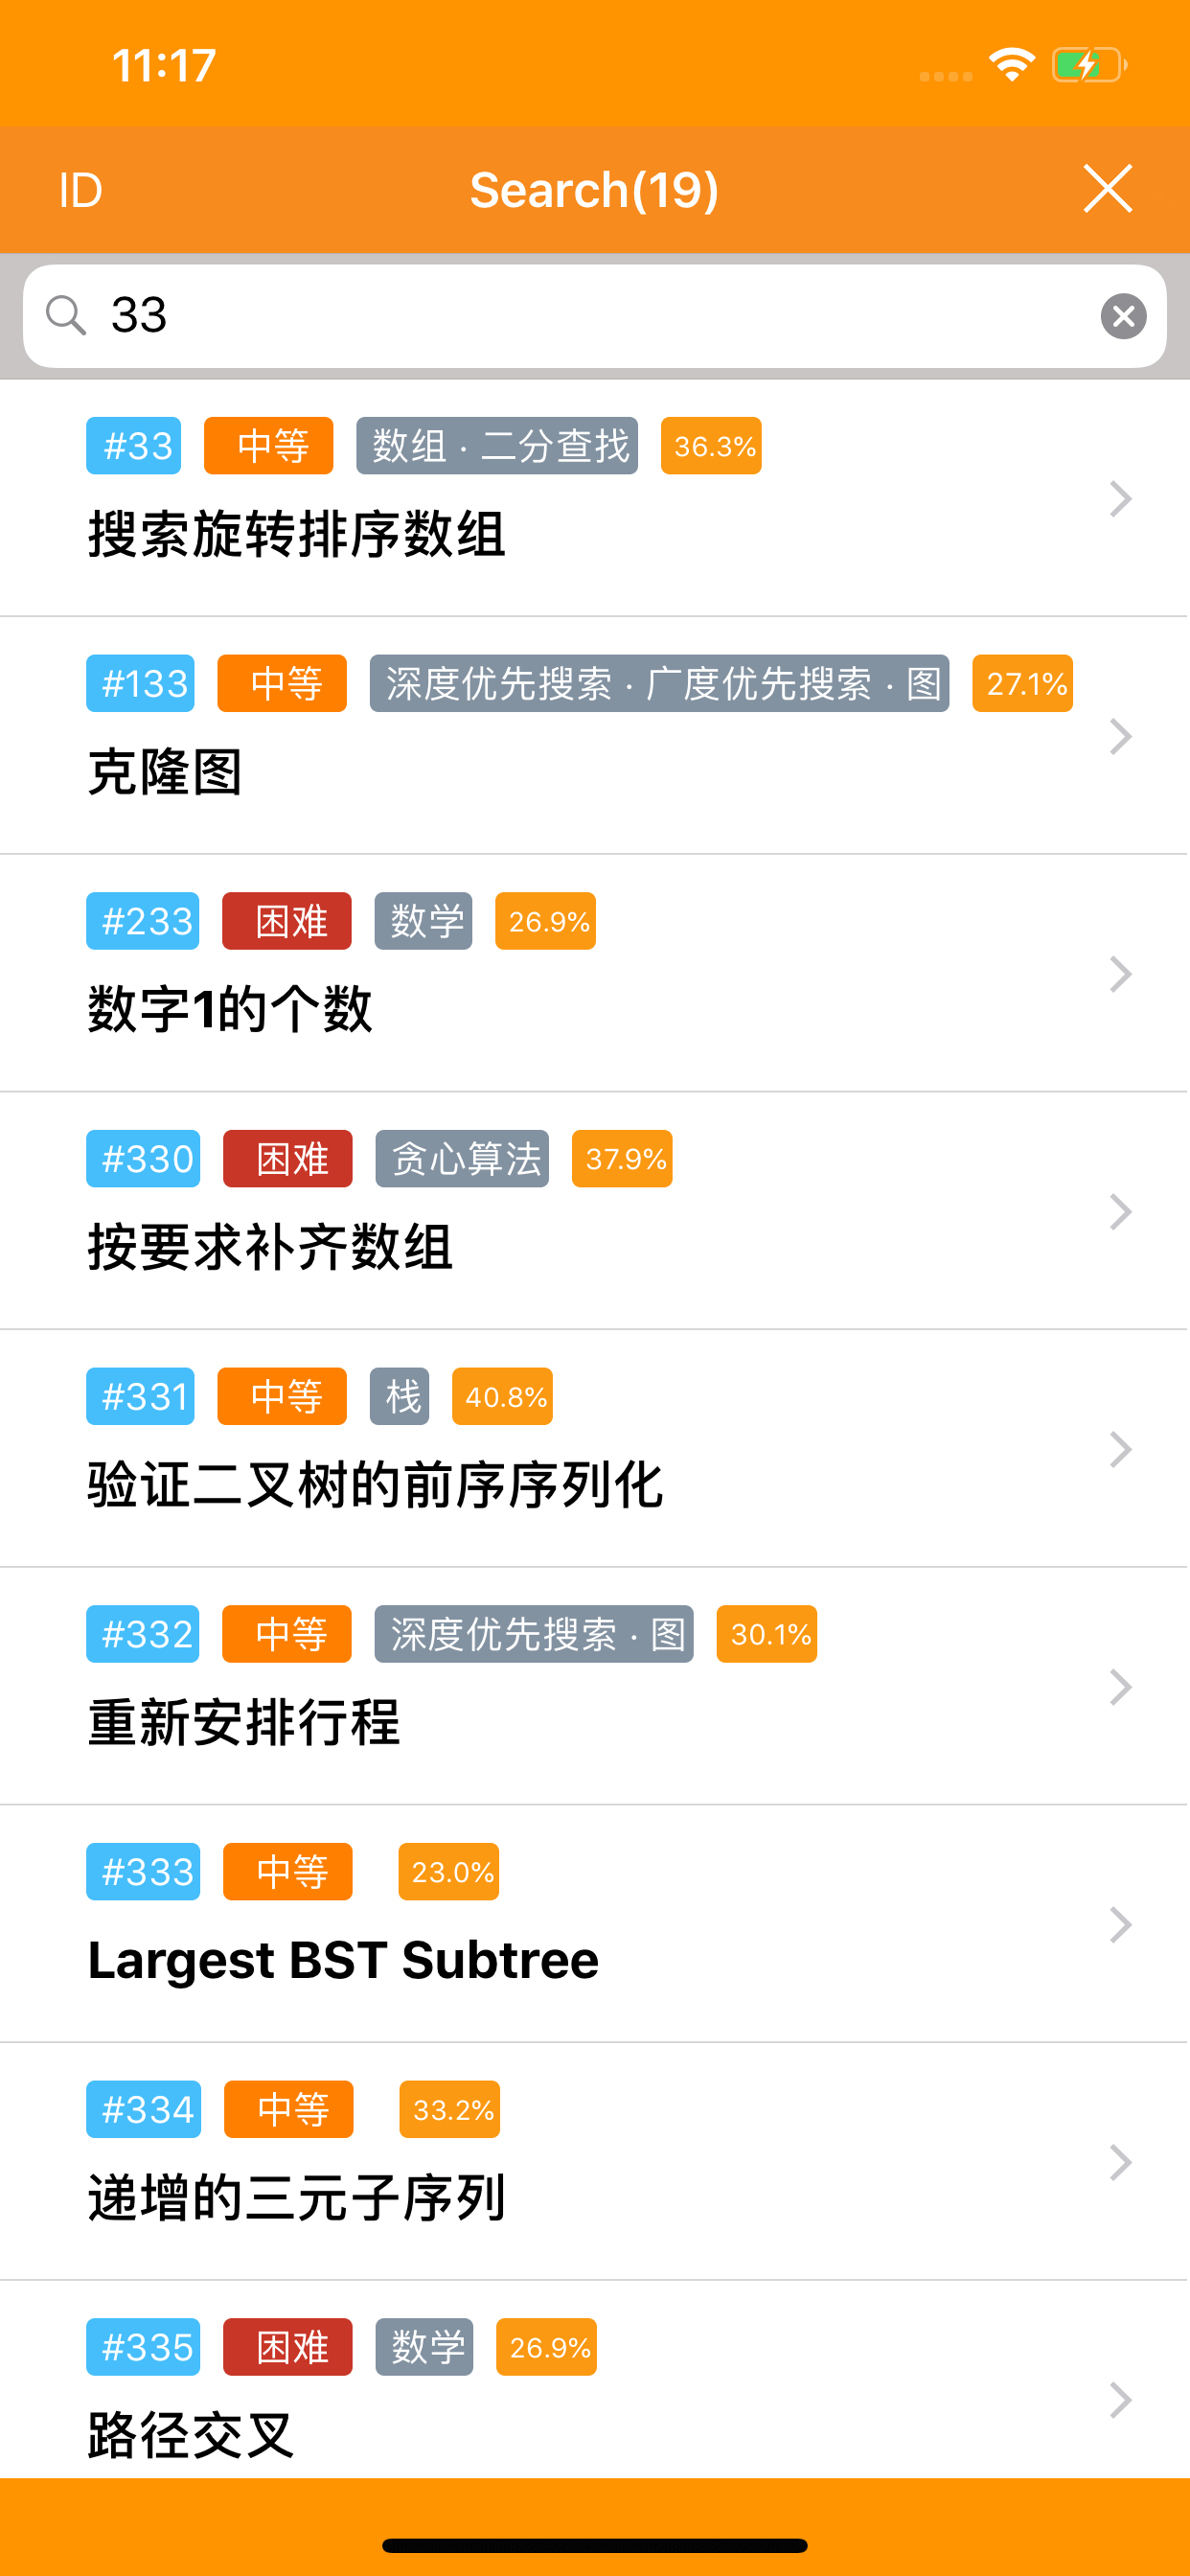 11:17
ID Search(19)
33
#33 中等 数组 · 二分查找 36.3%
搜索旋转排序数组
#133 中等 深度优先搜索 · 广度优先搜索 · 图 27.1%
克隆图
#233 困难 数学 26.9%
数字1的个数
#330 困难 贪心算法 37.9%
按要求补齐数组
#331 中等 栈 40.8%
验证二叉树的前序序列化
#332 中等 深度优先搜索 · 图 30.1%
重新安排行程
#333 中等 23.0%
Largest BST Subtree
#334 中等 33.2%
递增的三元子序列
#335 困难 数学 26.9%
路径交叉